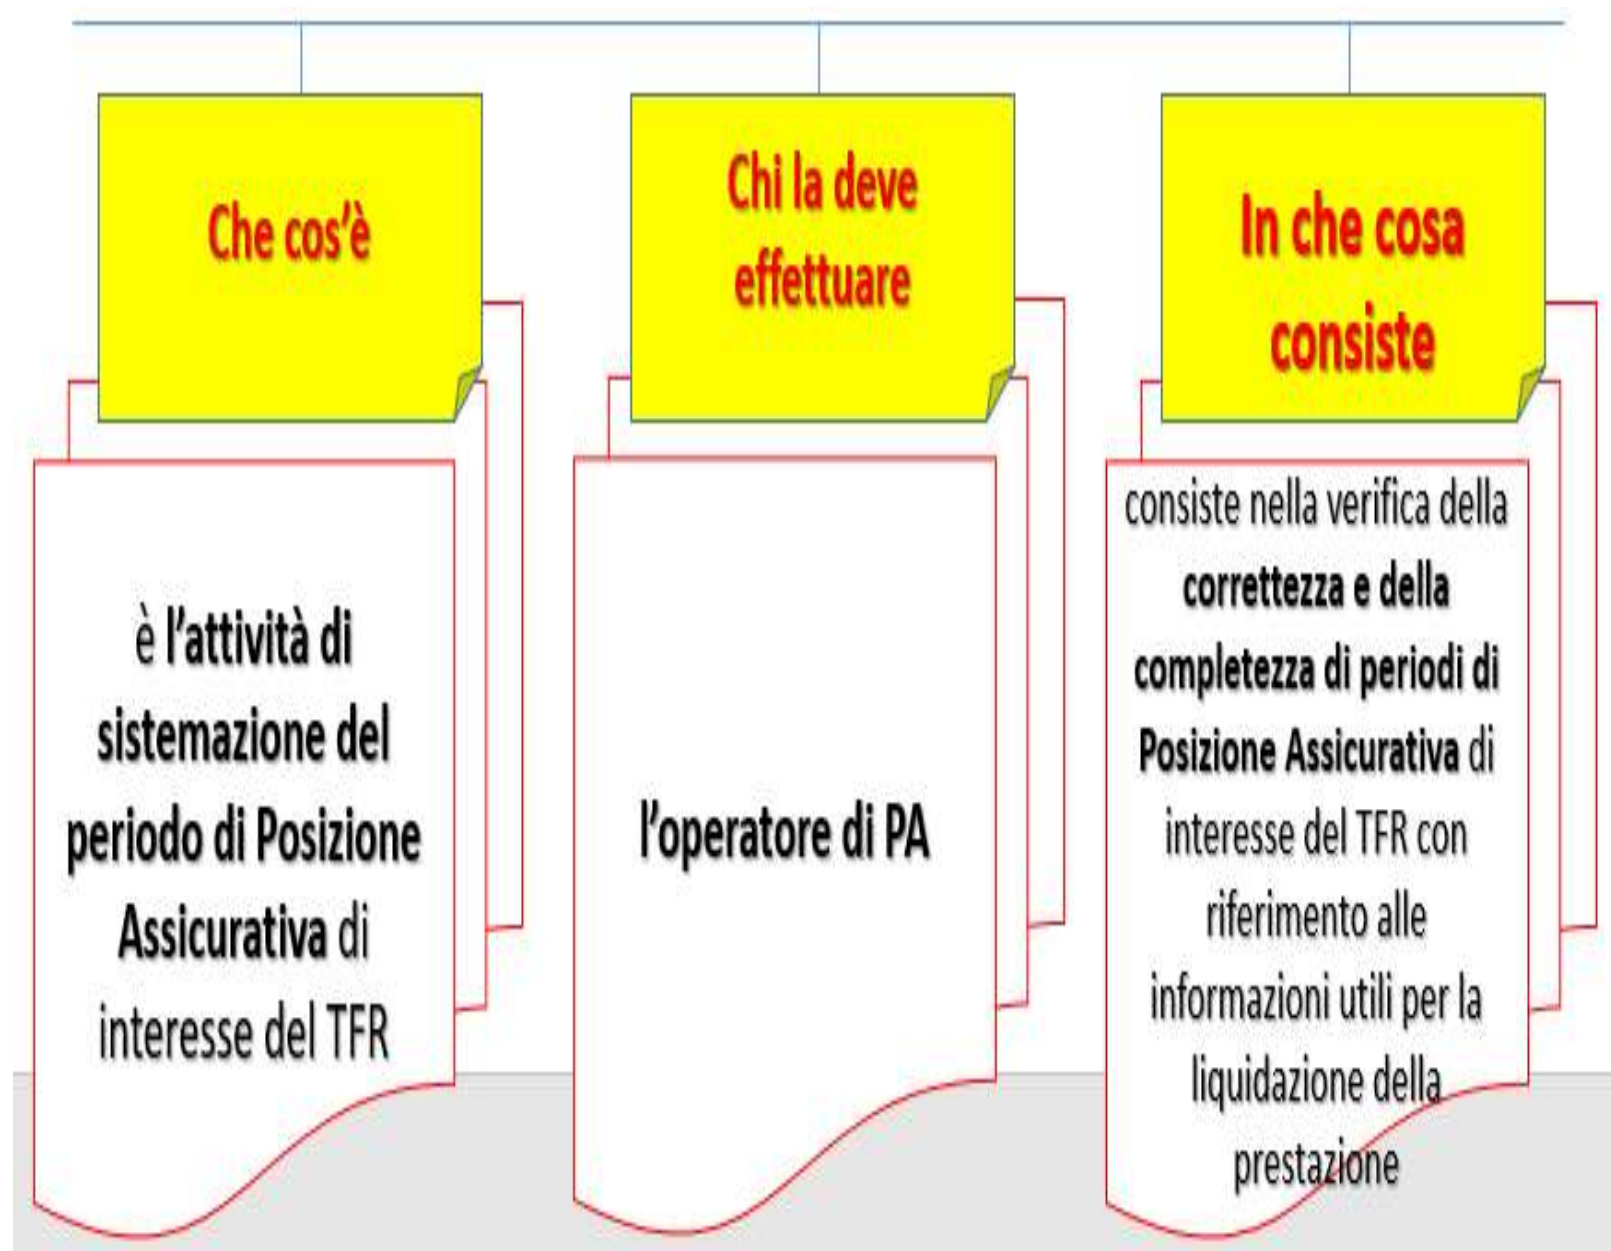 Che cos'è
è l'attività di
sistemazione del
periodo di Posizione
Assicurativa di
interesse del TFR
Chi la deve
effettuare
l'operatore di PA
In che cosa
consiste
consiste nella verifica della
correttezza e della
completezza di periodi di
Posizione Assicurativa di
interesse del TFR con
riferimento alle
informazioni utili per la
liquidazione della
prestazione